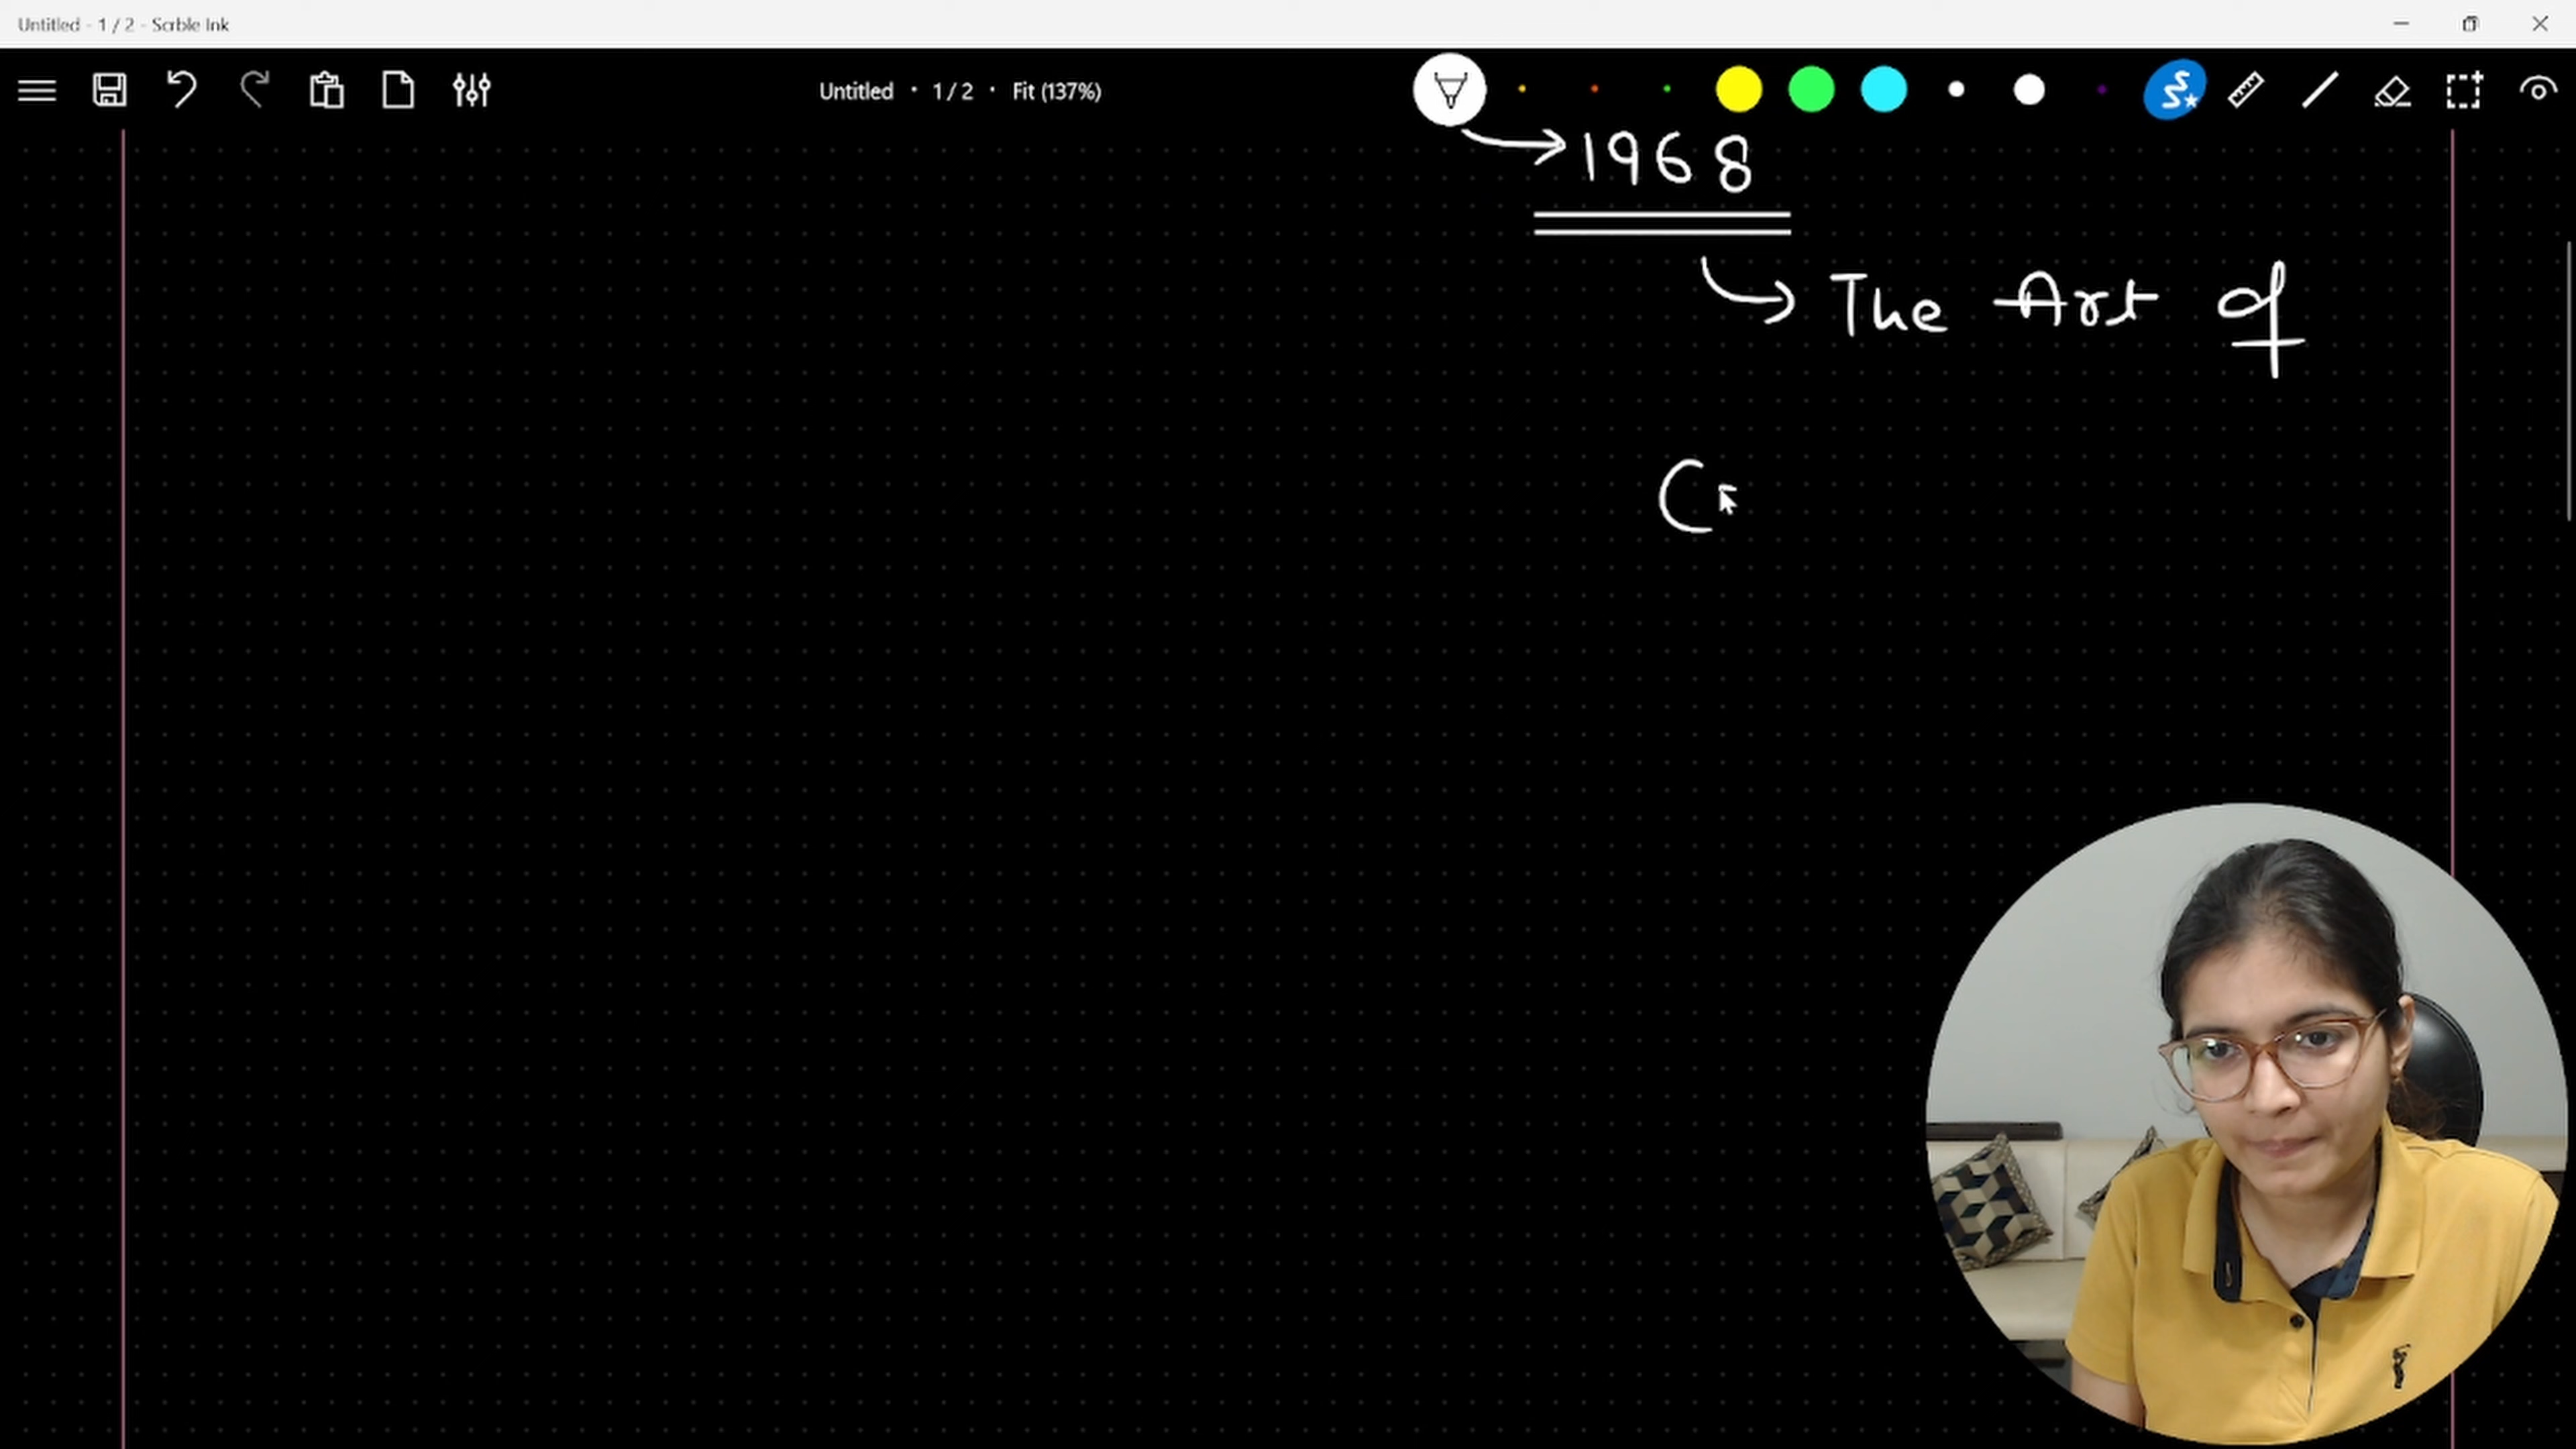 Untitled - 1 / 2 - Scrble Ink
Untitled • 1 / 2 • Fit (137%)
1968
The Art of
C